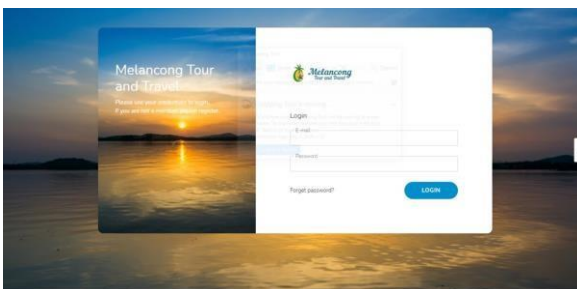 Melancong Tour
and Travel
Please use your credentials to login.
If you are not a member, please register.
Melancong
Tour and Travel
Login
E-mail
Password
Forget password?
LOGIN